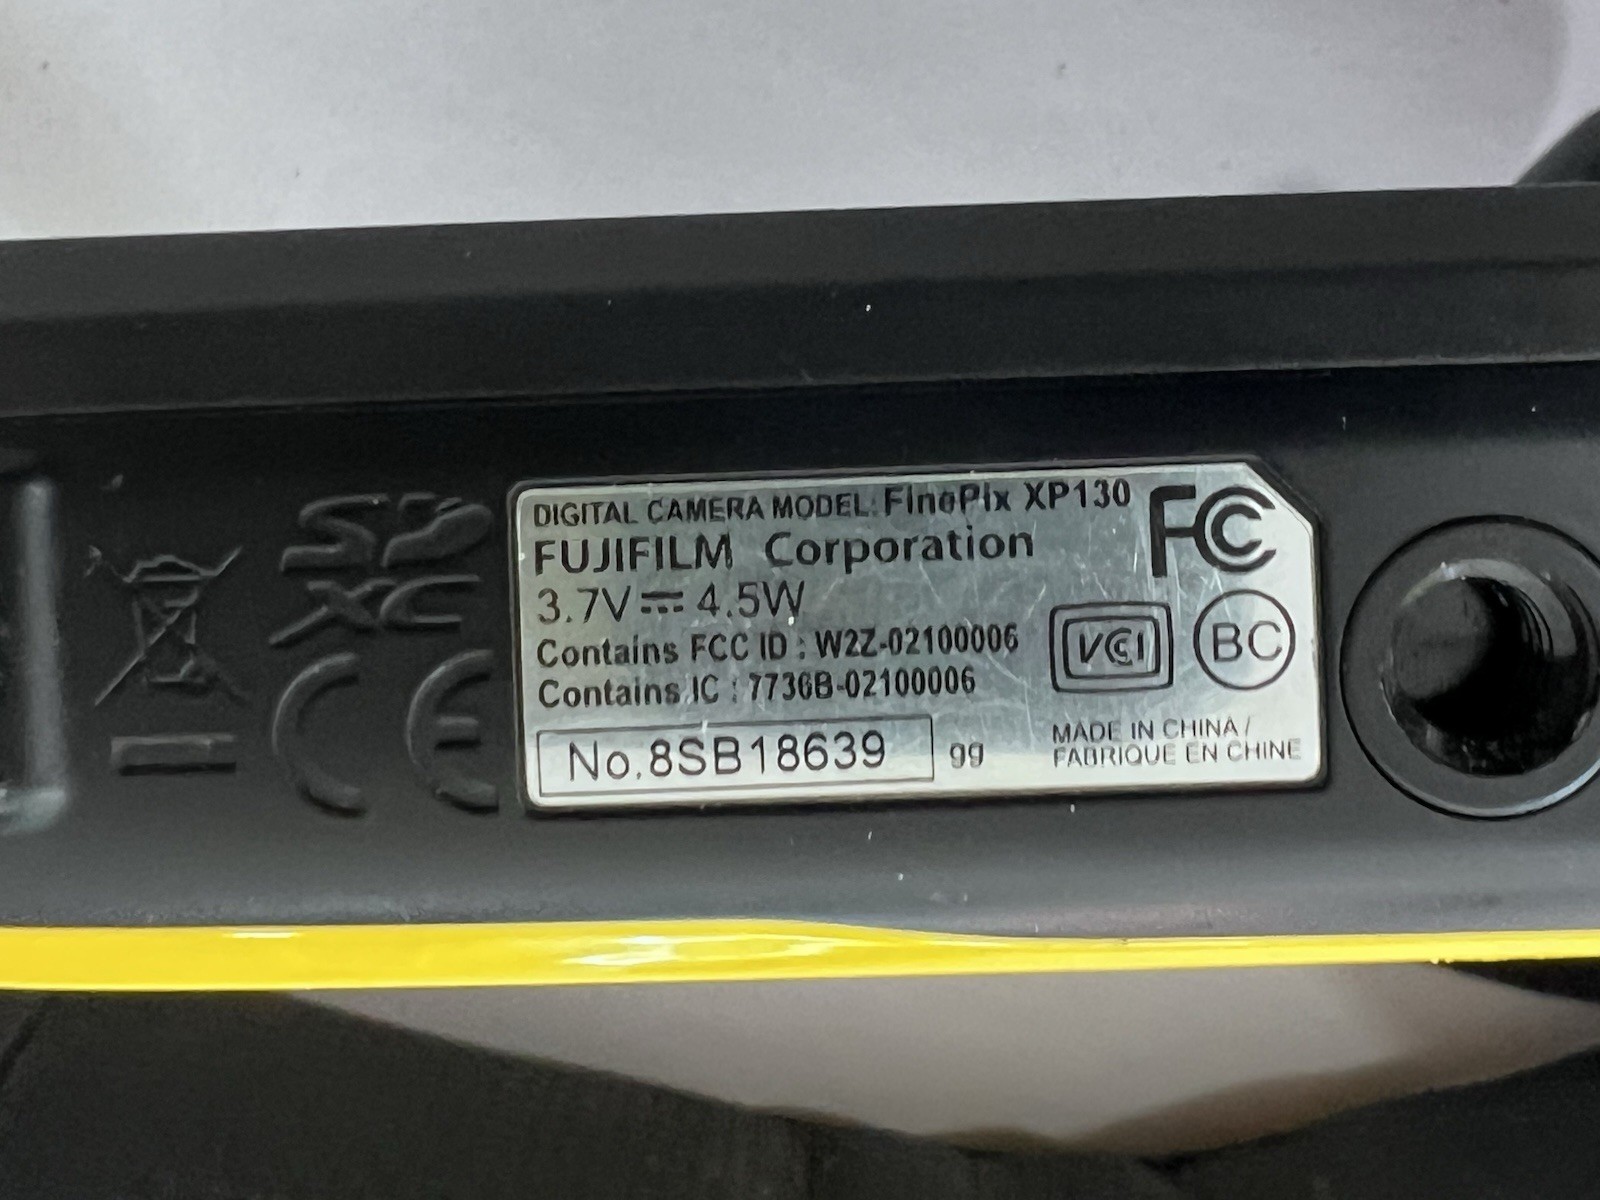 DIGITAL CAMERA MODEL: FinePix XP130
FC
FUJIFILM Corporation
3.7V⎓4.5W
Contains FCC ID : W2Z-02100006
Contains IC : 7736B-02100006
VCCI
BC
No.8SB18639
gg
MADE IN CHINA /
FABRIQUE EN CHINE
SD
XC
CE